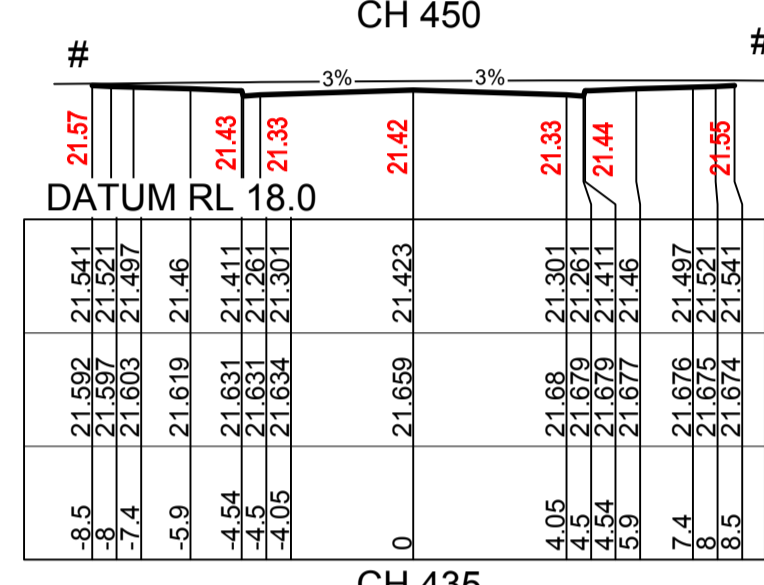 CH 450
# #
3% 3%
21.57 21.43 21.33 21.42 21.33 21.44 21.55
DATUM RL 18.0
21.541 21.521 21.497 21.46 21.411 21.261 21.301 21.423 21.301 21.261 21.411 21.46 21.497 21.521 21.541
21.592 21.597 21.603 21.619 21.631 21.631 21.634 21.659 21.68 21.679 21.679 21.677 21.676 21.675 21.674
-8.5 -8 -7.4 -5.9 -4.54 -4.5 -4.05 0 4.05 4.5 4.54 5.9 7.4 8 8.5
CH 435